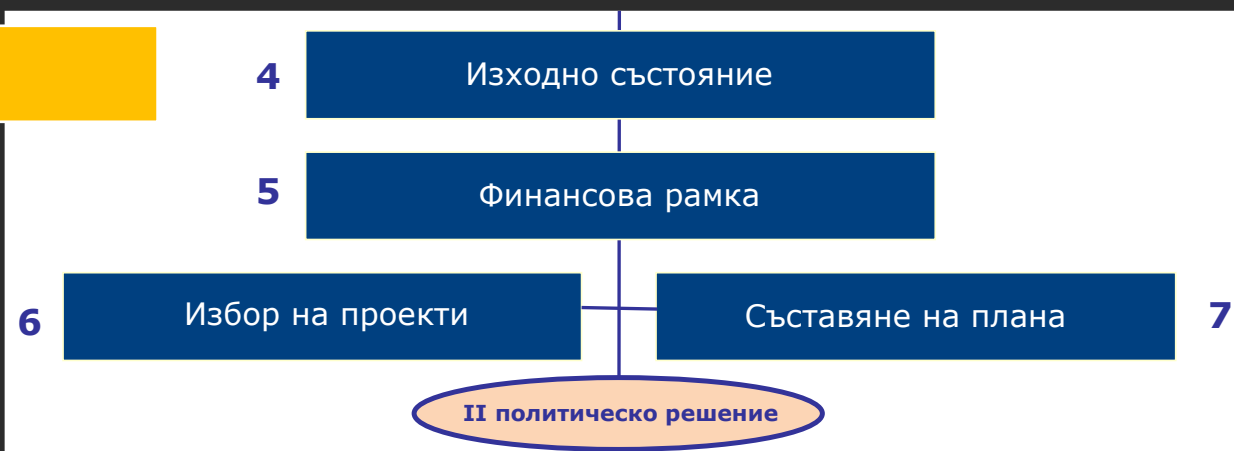 4 Изходно състояние
5 Финансова рамка
6 Избор на проекти Съставяне на плана 7
II политическо решение